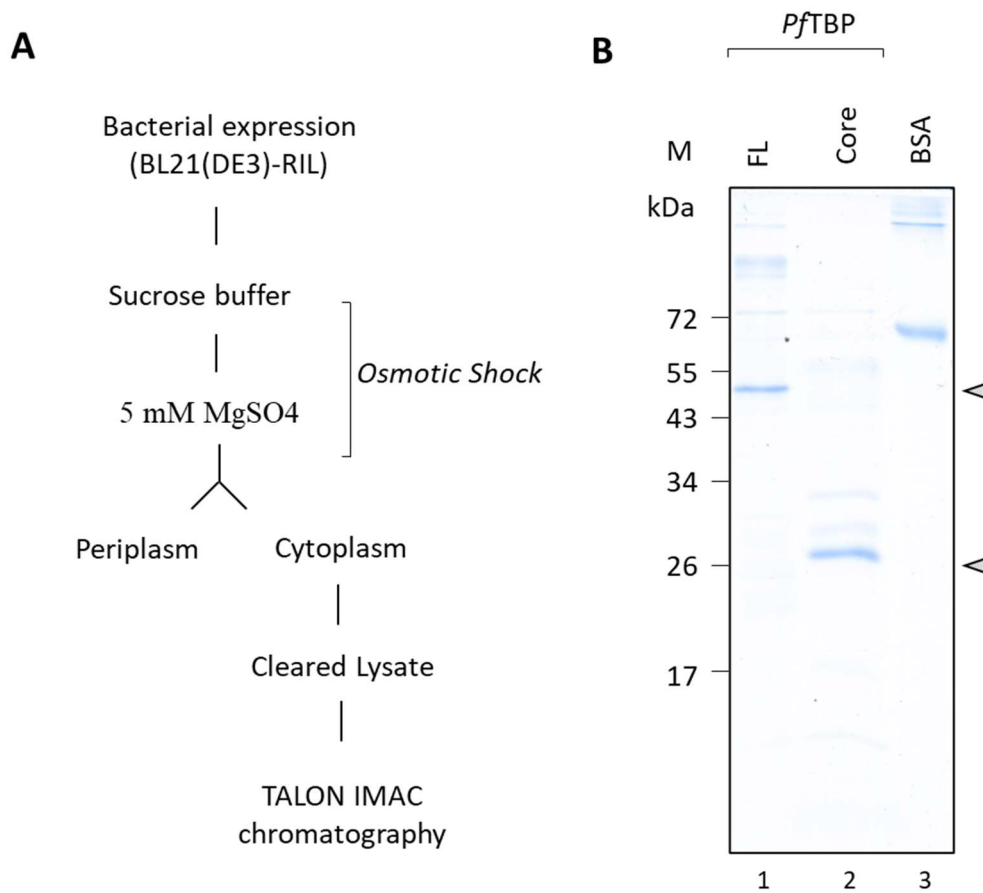 A
Bacterial expression
(BL21(DE3)-RIL)
Sucrose buffer
Osmotic Shock
5 mM MgSO4
Periplasm
Cytoplasm
Cleared Lysate
TALON IMAC
chromatography
B
PfTBP
M
FL
Core
BSA
kDa
72
55
43
34
26
17
1
2
3